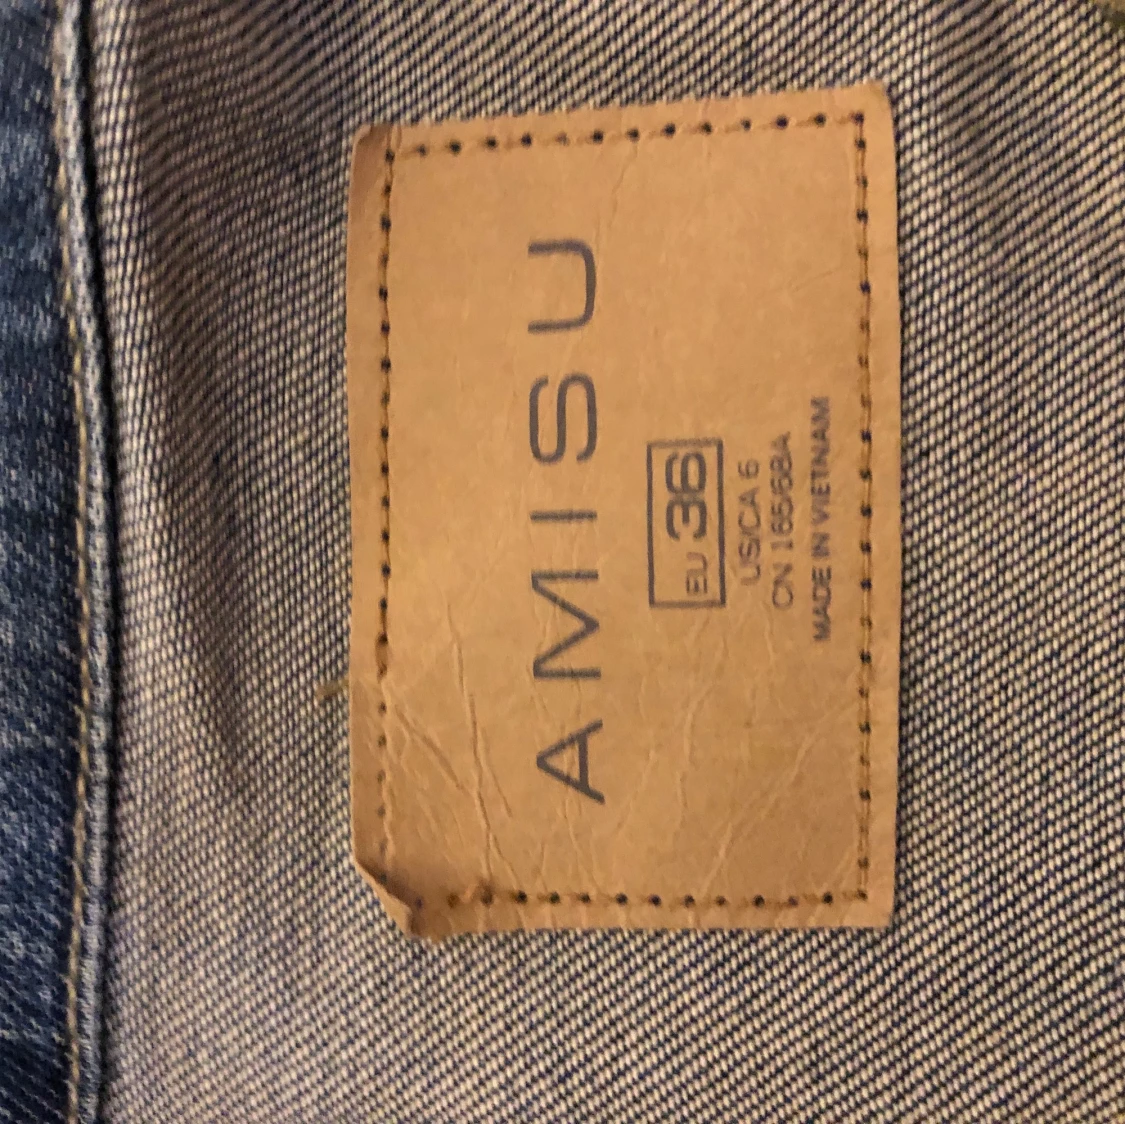 AMISU
EU 36
US/CA 6
CN 165/68A
MADE IN VIETNAM